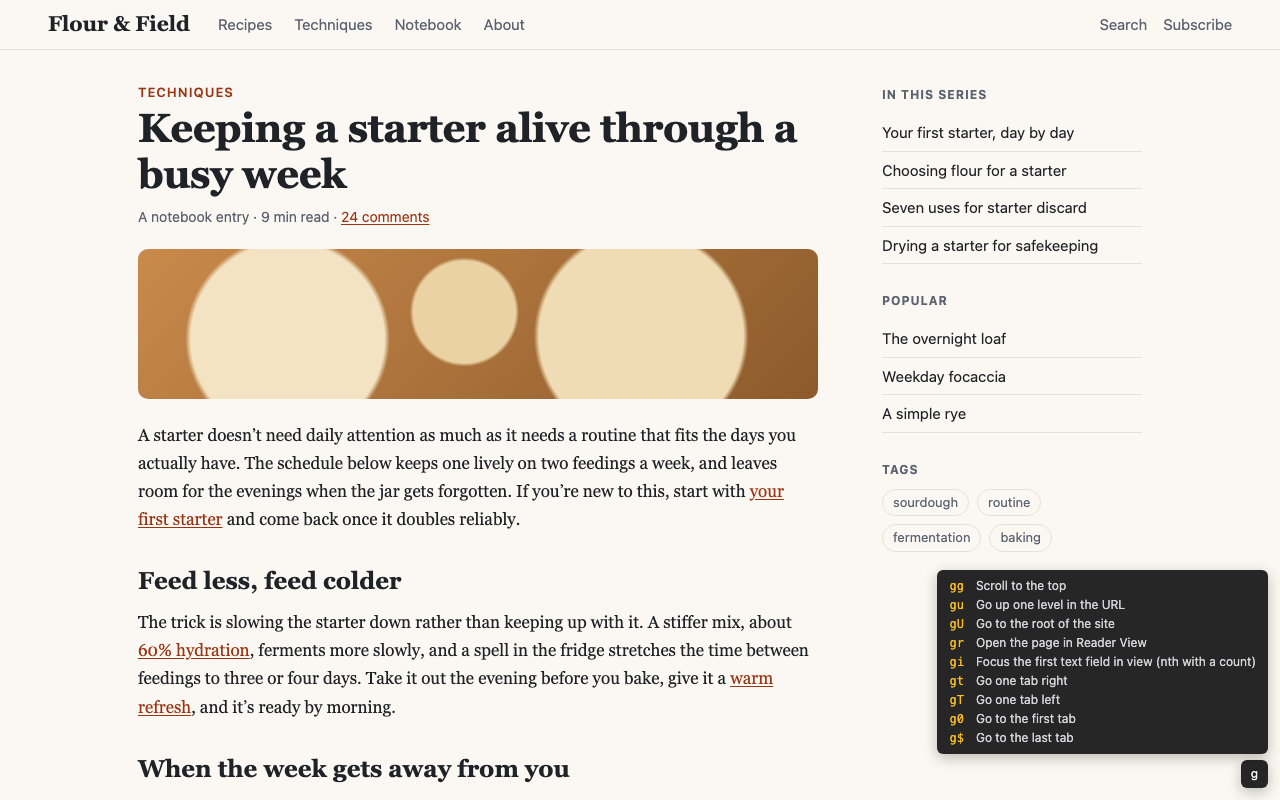 Flour & Field Recipes Techniques Notebook About Search Subscribe
TECHNIQUES
Keeping a starter alive through a
busy week
A notebook entry · 9 min read · 24 comments
A starter doesn’t need daily attention as much as it needs a routine that fits the days you
actually have. The schedule below keeps one lively on two feedings a week, and leaves
room for the evenings when the jar gets forgotten. If you’re new to this, start with your
first starter and come back once it doubles reliably.
Feed less, feed colder
The trick is slowing the starter down rather than keeping up with it. A stiffer mix, about
60% hydration, ferments more slowly, and a spell in the fridge stretches the time between
feedings to three or four days. Take it out the evening before you bake, give it a warm
refresh, and it’s ready by morning.
When the week gets away from you
IN THIS SERIES
Your first starter, day by day
Choosing flour for a starter
Seven uses for starter discard
Drying a starter for safekeeping
POPULAR
The overnight loaf
Weekday focaccia
A simple rye
TAGS
sourdough routine
fermentation baking
gg Scroll to the top
gu Go up one level in the URL
gU Go to the root of the site
gr Open the page in Reader View
gi Focus the first text field in view (nth with a count)
gt Go one tab right
gT Go one tab left
g0 Go to the first tab
g$ Go to the last tab
g